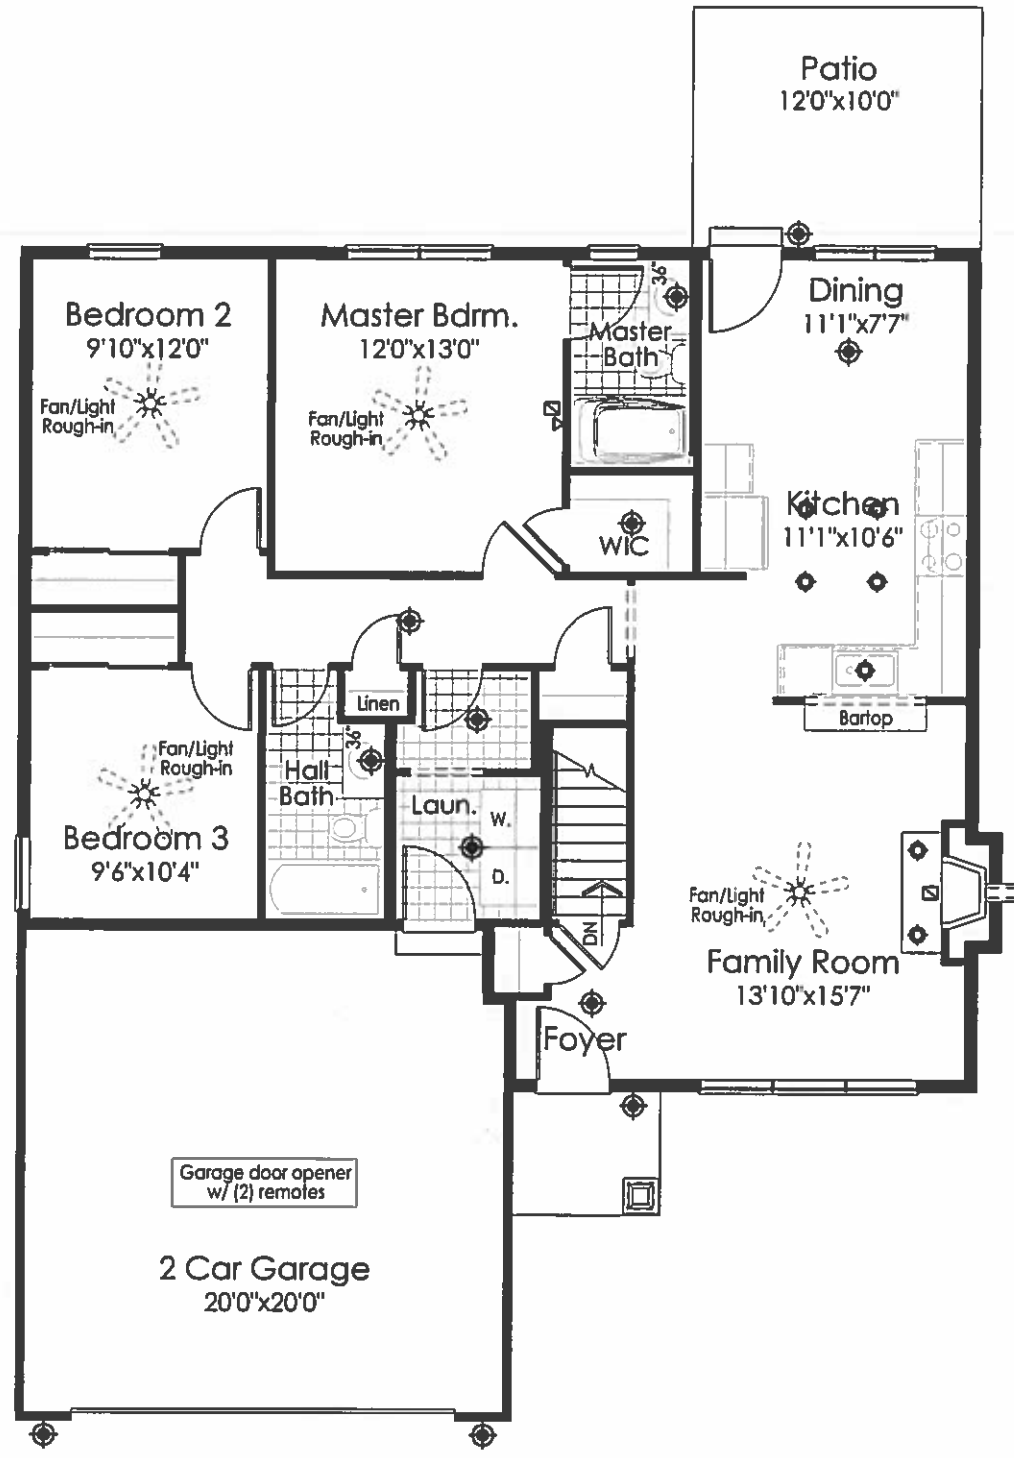 Patio
12'0"x10'0"
Bedroom 2
9'10"x12'0"
Fan/Light
Rough-in
Master Bdrm.
12'0"x13'0"
Fan/Light
Rough-in
36"
Master
Bath
WIC
Dining
11'1"x7'7"
Kitchen
11'1"x10'6"
Bartop
Linen
Fan/Light
Rough-in
Bedroom 3
9'6"x10'4"
36"
Hall
Bath
Laun.
W.
D.
DN
Fan/Light
Rough-in
Family Room
13'10"x15'7"
Foyer
Garage door opener
w/ (2) remotes
2 Car Garage
20'0"x20'0"